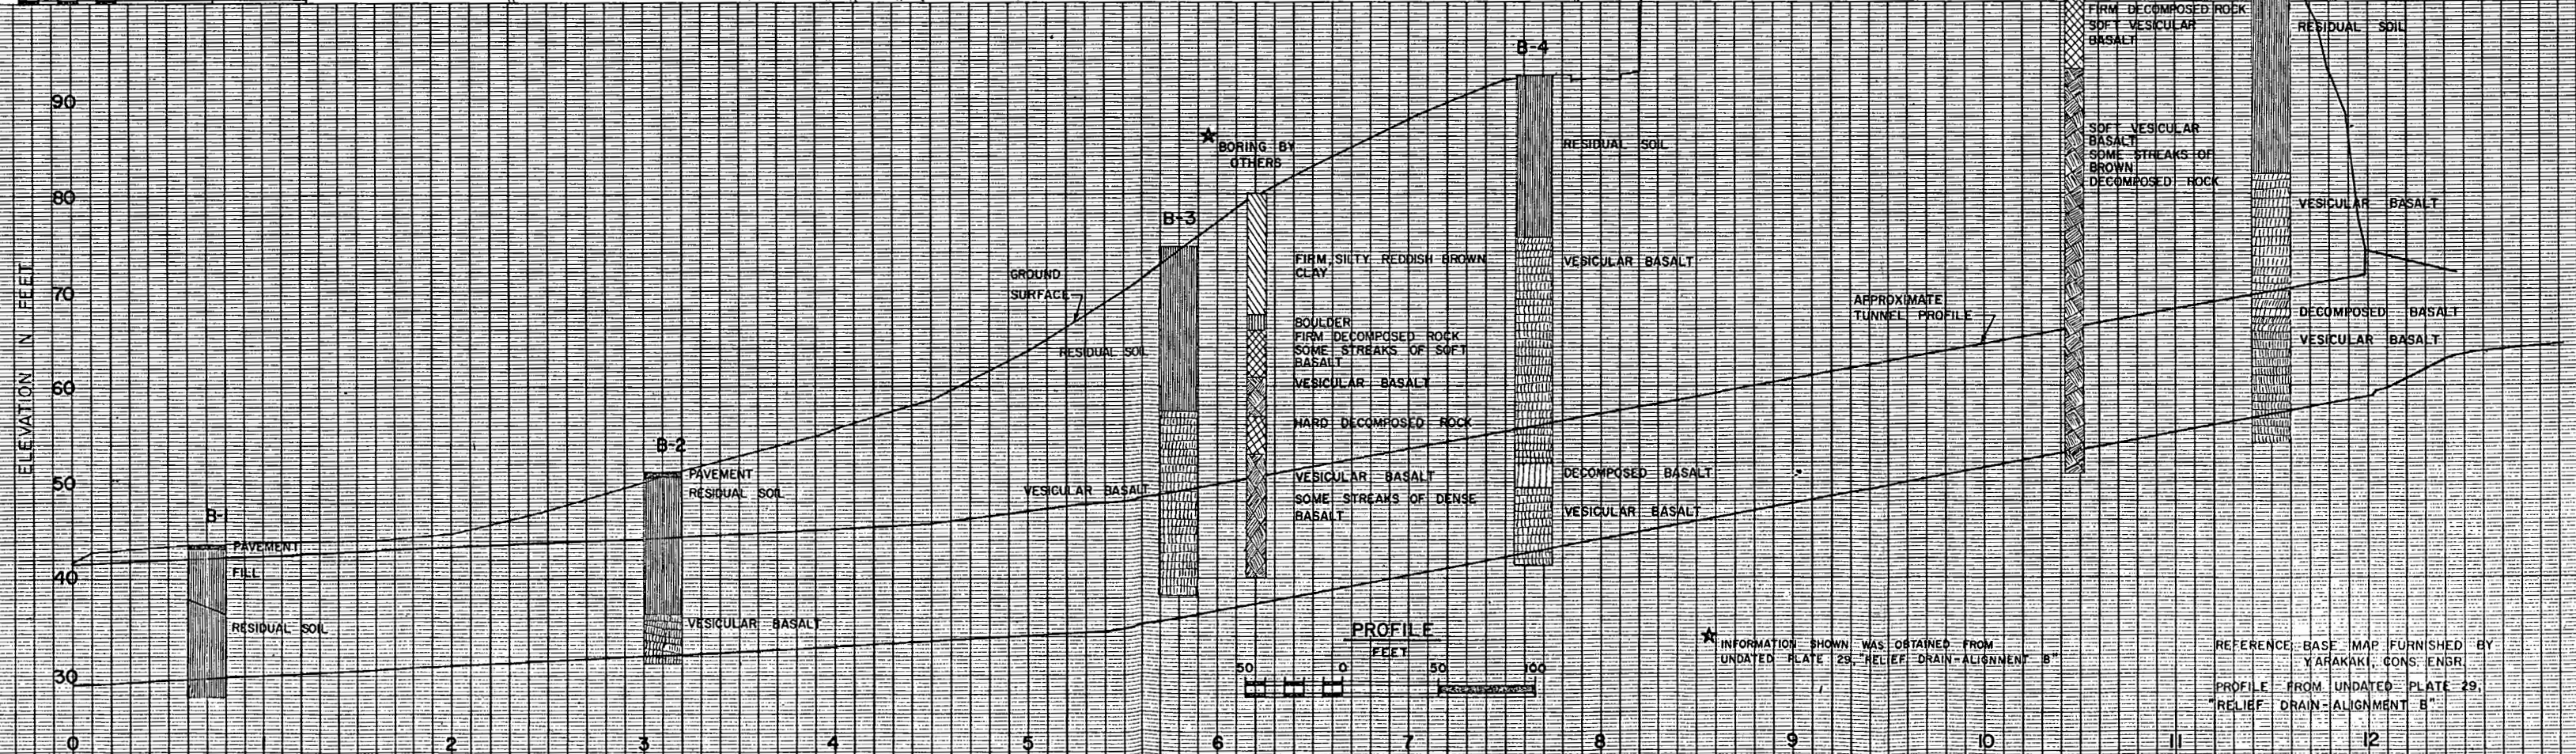 FIRM DECOMPOSED ROCK
SOFT VESICULAR
BASALT
RESIDUAL SOIL
B-4
90
BORING BY
OTHERS
RESIDUAL SOIL
SOFT VESICULAR
BASALT
SOME STREAKS OF
BROWN
DECOMPOSED ROCK
80
B-3
VESICULAR BASALT
ELEVATION IN FEET
GROUND
SURFACE
FIRM, SILTY REDDISH BROWN
CLAY
VESICULAR BASALT
70
APPROXIMATE
TUNNEL PROFILE
BOULDER
FIRM DECOMPOSED ROCK
SOME STREAKS OF SOFT
BASALT
DECOMPOSED BASALT
VESICULAR BASALT
RESIDUAL SOIL
60
VESICULAR BASALT
HARD DECOMPOSED ROCK
B-2
PAVEMENT
RESIDUAL SOIL
50
VESICULAR BASALT
VESICULAR BASALT
SOME STREAKS OF DENSE
BASALT
DECOMPOSED BASALT
VESICULAR BASALT
B-1
PAVEMENT
FILL
40
RESIDUAL SOIL
VESICULAR BASALT
PROFILE
FEET
50 0 50 100
INFORMATION SHOWN WAS OBTAINED FROM
UNDATED PLATE 29, "RELIEF DRAIN-ALIGNMENT B"
REFERENCE: BASE MAP FURNISHED BY
Y. ARAKAKI, CONS. ENGR.
PROFILE FROM UNDATED PLATE 29,
"RELIEF DRAIN-ALIGNMENT B"
30
0 1 2 3 4 5 6 7 8 9 10 11 12